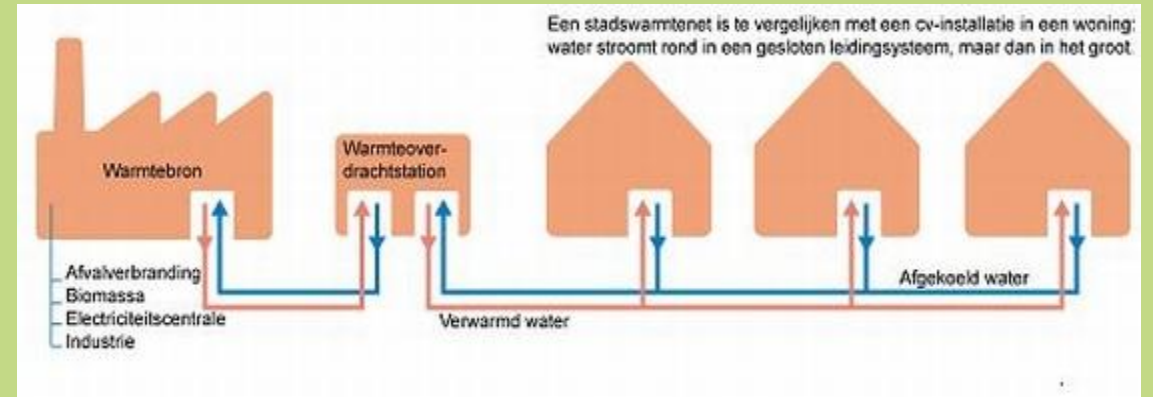 Een stadswarmtenet is te vergelijken met een cv-installatie in een woning:
water stroomt rond in een gesloten leidingsysteem, maar dan in het groot.
Warmtebron
Warmteover-
drachtstation
Afvalverbranding
Biomassa
Electriciteitscentrale
Industrie
Verwarmd water
Afgekoeld water